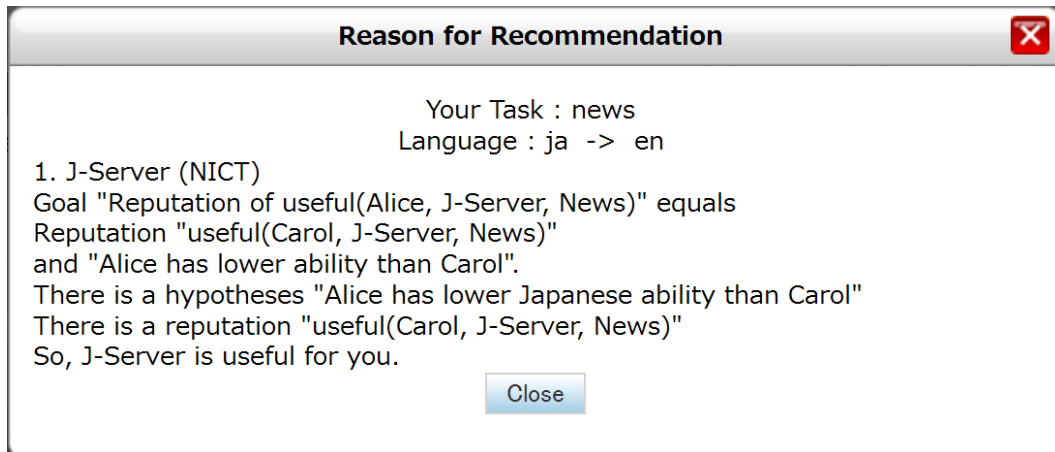 Reason for Recommendation
Your Task : news
Language : ja -> en
1. J-Server (NICT)
Goal "Reputation of useful(Alice, J-Server, News)" equals
Reputation "useful(Carol, J-Server, News)"
and "Alice has lower ability than Carol".
There is a hypotheses "Alice has lower Japanese ability than Carol"
There is a reputation "useful(Carol, J-Server, News)"
So, J-Server is useful for you.
Close